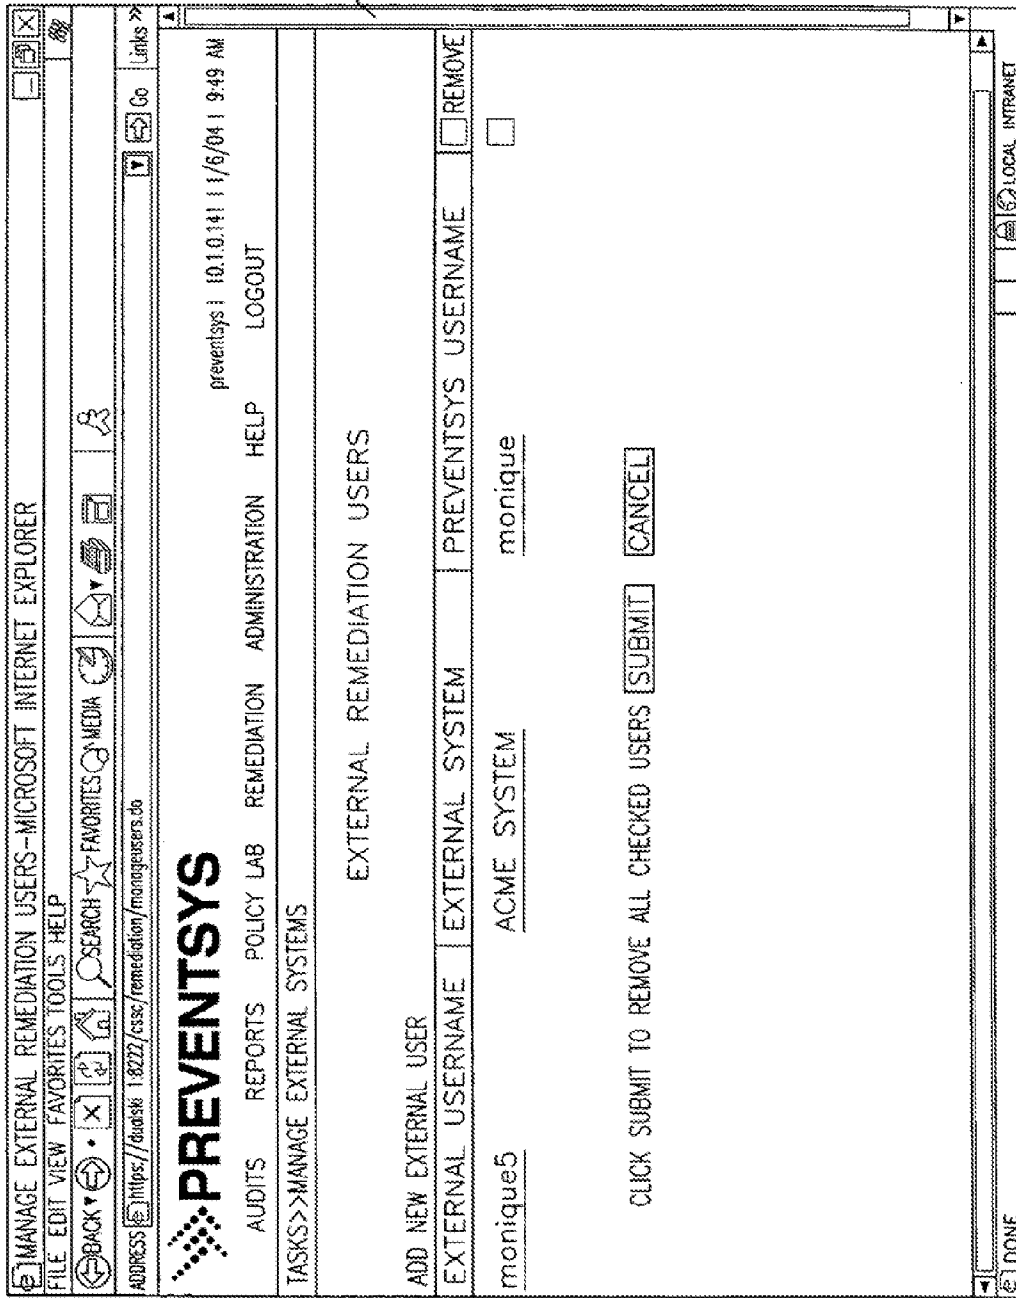 MANAGE EXTERNAL REMEDIATION USERS-MICROSOFT INTERNET EXPLORER
FILE EDIT VIEW FAVORITES TOOLS HELP
BACK SEARCH FAVORITES MEDIA
ADDRESS https://dualski 1:8222/cssc/remediation/manageusers.do Go Links »
PREVENTSYS
preventsys | 10.1.0.141 | 1/6/04 | 9:49 AM
AUDITS REPORTS POLICY LAB REMEDIATION ADMINISTRATION HELP LOGOUT
TASKS>>MANAGE EXTERNAL SYSTEMS
EXTERNAL REMEDIATION USERS
ADD NEW EXTERNAL USER
EXTERNAL USERNAME EXTERNAL SYSTEM PREVENTSYS USERNAME REMOVE
monique5 ACME SYSTEM monique
CLICK SUBMIT TO REMOVE ALL CHECKED USERS SUBMIT CANCEL
DONE LOCAL INTRANET